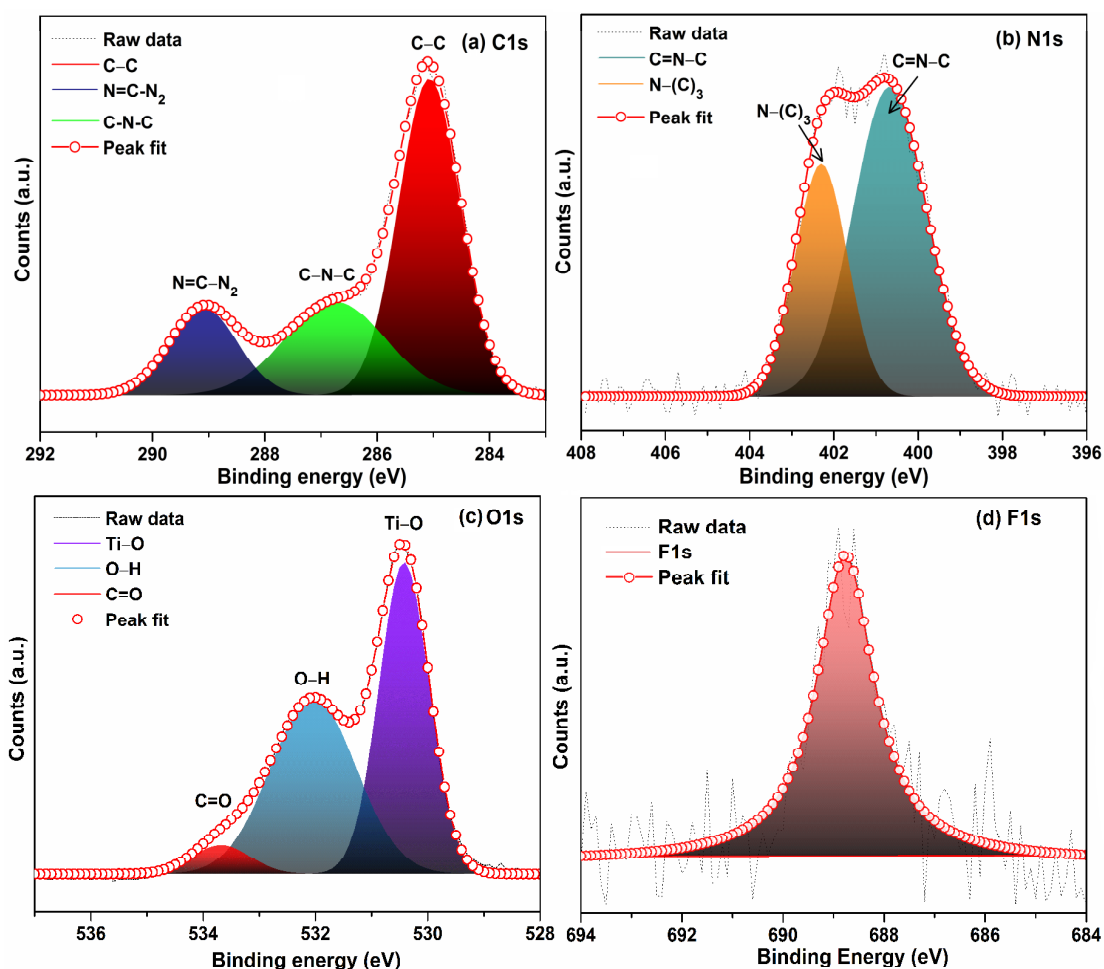 (a) C1s
Raw data
C–C
N=C-N2
C-N-C
Peak fit
C–C
C–N–C
N=C–N2
Counts (a.u.)
292 290 288 286 284
Binding energy (eV)
(b) N1s
Raw data
C=N–C
N–(C)3
Peak fit
C=N–C
N–(C)3
Counts (a.u.)
408 406 404 402 400 398 396
Binding energy (eV)
(c) O1s
Raw data
Ti–O
O–H
C=O
Peak fit
Ti–O
O–H
C=O
Counts (a.u.)
536 534 532 530 528
Binding energy (eV)
(d) F1s
Raw data
F1s
Peak fit
Counts (a.u.)
694 692 690 688 686 684
Binding Energy (eV)